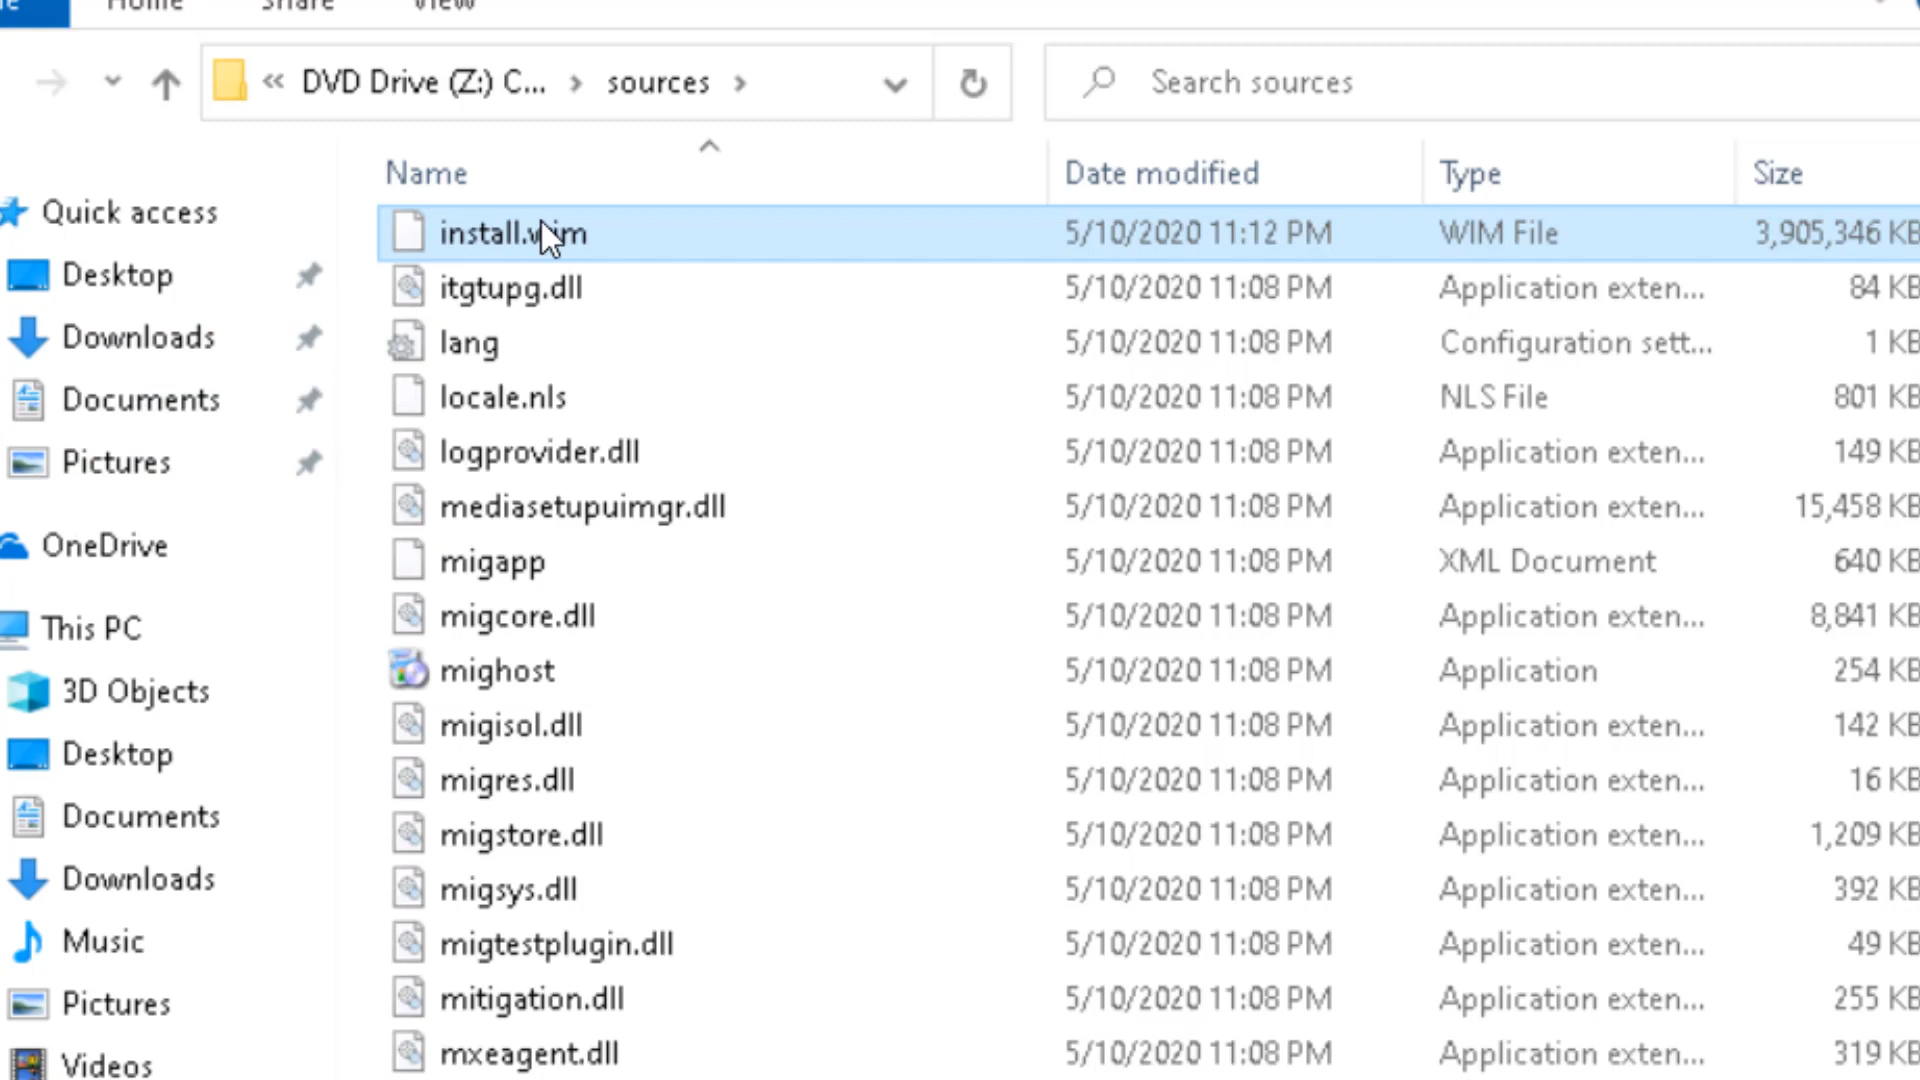 Home Share View
« DVD Drive (Z:) C... › sources › Search sources
Name Date modified Type Size
Quick access
Desktop
Downloads
Documents
Pictures
OneDrive
This PC
3D Objects
Desktop
Documents
Downloads
Music
Pictures
Videos
install.wim 5/10/2020 11:12 PM WIM File 3,905,346 KB
itgtupg.dll 5/10/2020 11:08 PM Application exten... 84 KB
lang 5/10/2020 11:08 PM Configuration sett... 1 KB
locale.nls 5/10/2020 11:08 PM NLS File 801 KB
logprovider.dll 5/10/2020 11:08 PM Application exten... 149 KB
mediasetupuimgr.dll 5/10/2020 11:08 PM Application exten... 15,458 KB
migapp 5/10/2020 11:08 PM XML Document 640 KB
migcore.dll 5/10/2020 11:08 PM Application exten... 8,841 KB
mighost 5/10/2020 11:08 PM Application 254 KB
migisol.dll 5/10/2020 11:08 PM Application exten... 142 KB
migres.dll 5/10/2020 11:08 PM Application exten... 16 KB
migstore.dll 5/10/2020 11:08 PM Application exten... 1,209 KB
migsys.dll 5/10/2020 11:08 PM Application exten... 392 KB
migtestplugin.dll 5/10/2020 11:08 PM Application exten... 49 KB
mitigation.dll 5/10/2020 11:08 PM Application exten... 255 KB
mxeagent.dll 5/10/2020 11:08 PM Application exten... 319 KB